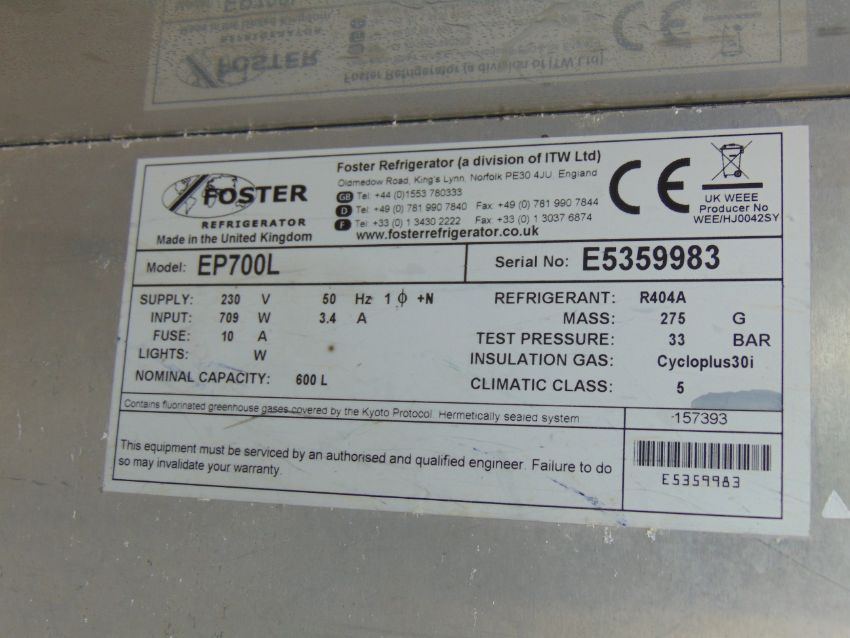 FOSTER
REFRIGERATOR
Made in the United Kingdom
Foster Refrigerator (a division of ITW Ltd)
Oldmedow Road, King's Lynn, Norfolk PE30 4JU. England
GB Tel: +44 (0)1553 780333
D Tel: +49 (0) 781 990 7840 Fax: +49 (0) 781 990 7844
F Tel: +33 (0) 1 3430 2222 Fax: +33 (0) 1 3037 6874
www.fosterrefrigerator.co.uk
CE
UK WEEE
Producer No
WEE/HJ0042SY
Model: EP700L
Serial No: E5359983
SUPPLY: 230 V 50 Hz 1 ϕ +N
INPUT: 709 W 3.4 A
FUSE: 10 A
LIGHTS: W
NOMINAL CAPACITY: 600 L
REFRIGERANT: R404A
MASS: 275 G
TEST PRESSURE: 33 BAR
INSULATION GAS: Cycloplus30i
CLIMATIC CLASS: 5
Contains fluorinated greenhouse gases covered by the Kyoto Protocol. Hermetically sealed system
157393
This equipment must be serviced by an authorised and qualified engineer. Failure to do
so may invalidate your warranty.
E5359983